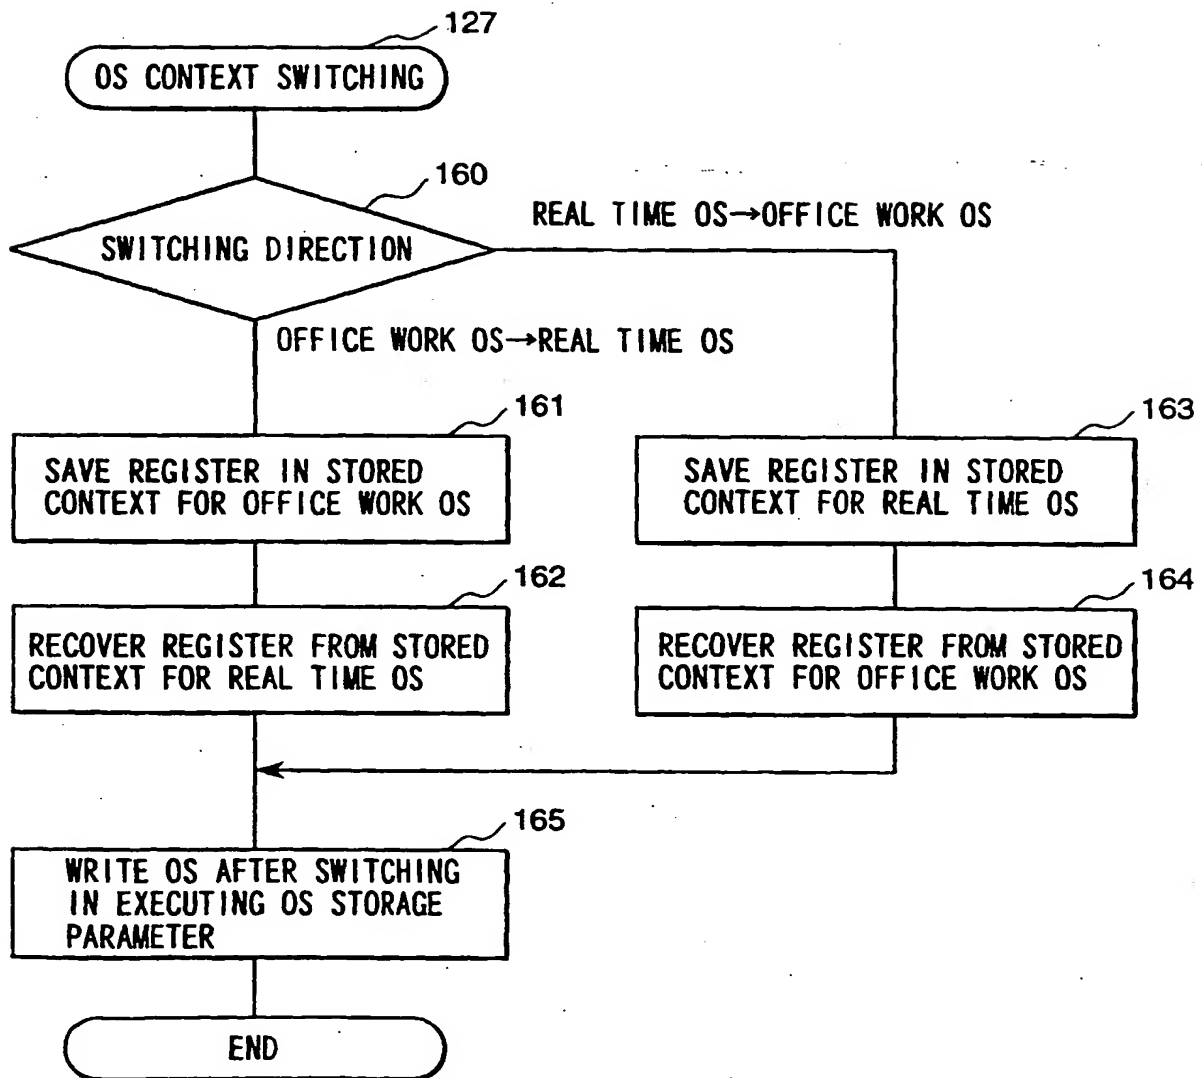 127
OS CONTEXT SWITCHING
160
SWITCHING DIRECTION
REAL TIME OS→OFFICE WORK OS
OFFICE WORK OS→REAL TIME OS
161
SAVE REGISTER IN STORED
CONTEXT FOR OFFICE WORK OS
163
SAVE REGISTER IN STORED
CONTEXT FOR REAL TIME OS
162
RECOVER REGISTER FROM STORED
CONTEXT FOR REAL TIME OS
164
RECOVER REGISTER FROM STORED
CONTEXT FOR OFFICE WORK OS
165
WRITE OS AFTER SWITCHING
IN EXECUTING OS STORAGE
PARAMETER
END